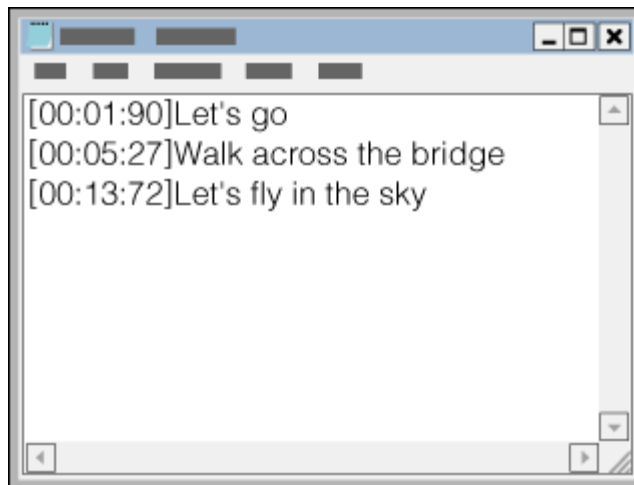 [00:01:90]Let's go
[00:05:27]Walk across the bridge
[00:13:72]Let's fly in the sky